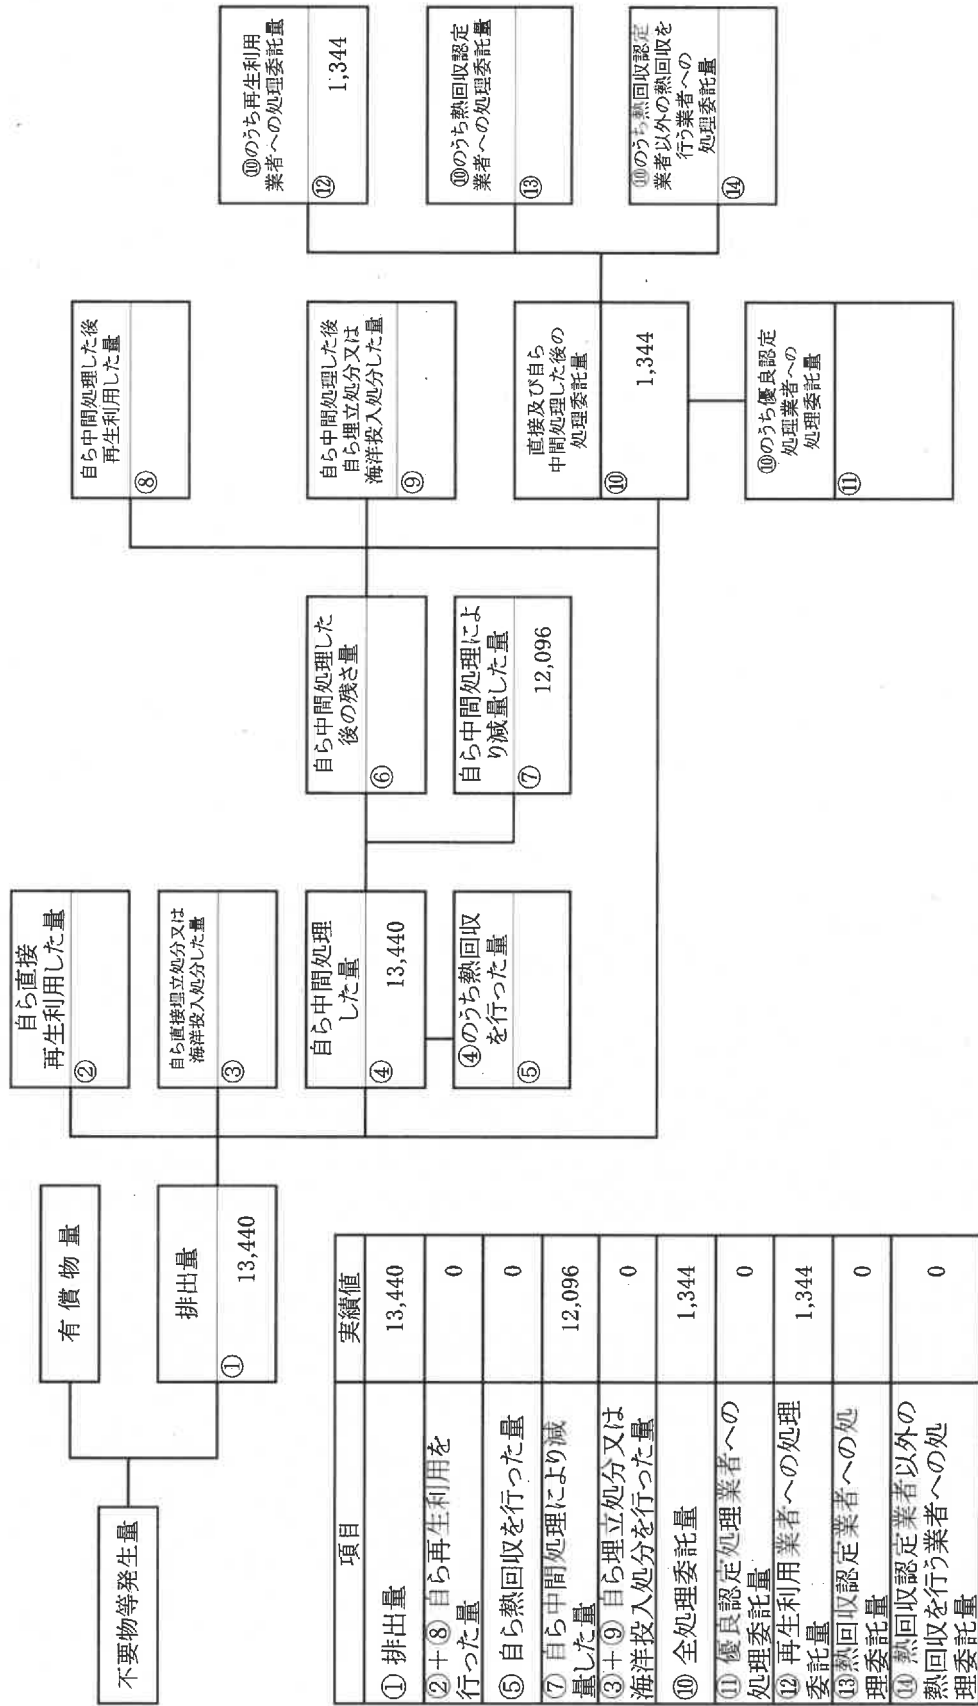 不要物等発生量
有償物量
排出量
①
13,440
自ら直接
再生利用した量
②
自ら直接埋立処分又は
海洋投入処分した量
③
自ら中間処理
した量
④
13,440
④のうち熱回収
を行った量
⑤
自ら中間処理した
後の残さ量
⑥
自ら中間処理によ
り減量した量
⑦
12,096
自ら中間処理した後
再生利用した量
⑧
自ら中間処理した後
自ら埋立処分又は
海洋投入処分した量
⑨
直接及び自ら
中間処理した後の
処理委託量
⑩
1,344
⑩のうち優良認定
処理業者への
処理委託量
⑪
⑩のうち再生利用
業者への処理委託量
⑫
1,344
⑩のうち熱回収認定
業者への処理委託量
⑬
⑩のうち熱回収認定
業者以外の熱回収を
行う業者への
処理委託量
⑭
項目 実績値
①排出量 13,440
②+⑧自ら再生利用を
行った量 0
⑤自ら熱回収を行った量 0
⑦自ら中間処理により減
量した量 12,096
③+⑨自ら埋立処分又は
海洋投入処分を行った量 0
⑩全処理委託量 1,344
⑪優良認定処理業者への
処理委託量 0
⑫再生利用業者への処理
委託量 1,344
⑬熱回収認定業者への処
理委託量 0
⑭熱回収認定業者以外の
熱回収を行う業者への処
理委託量 0